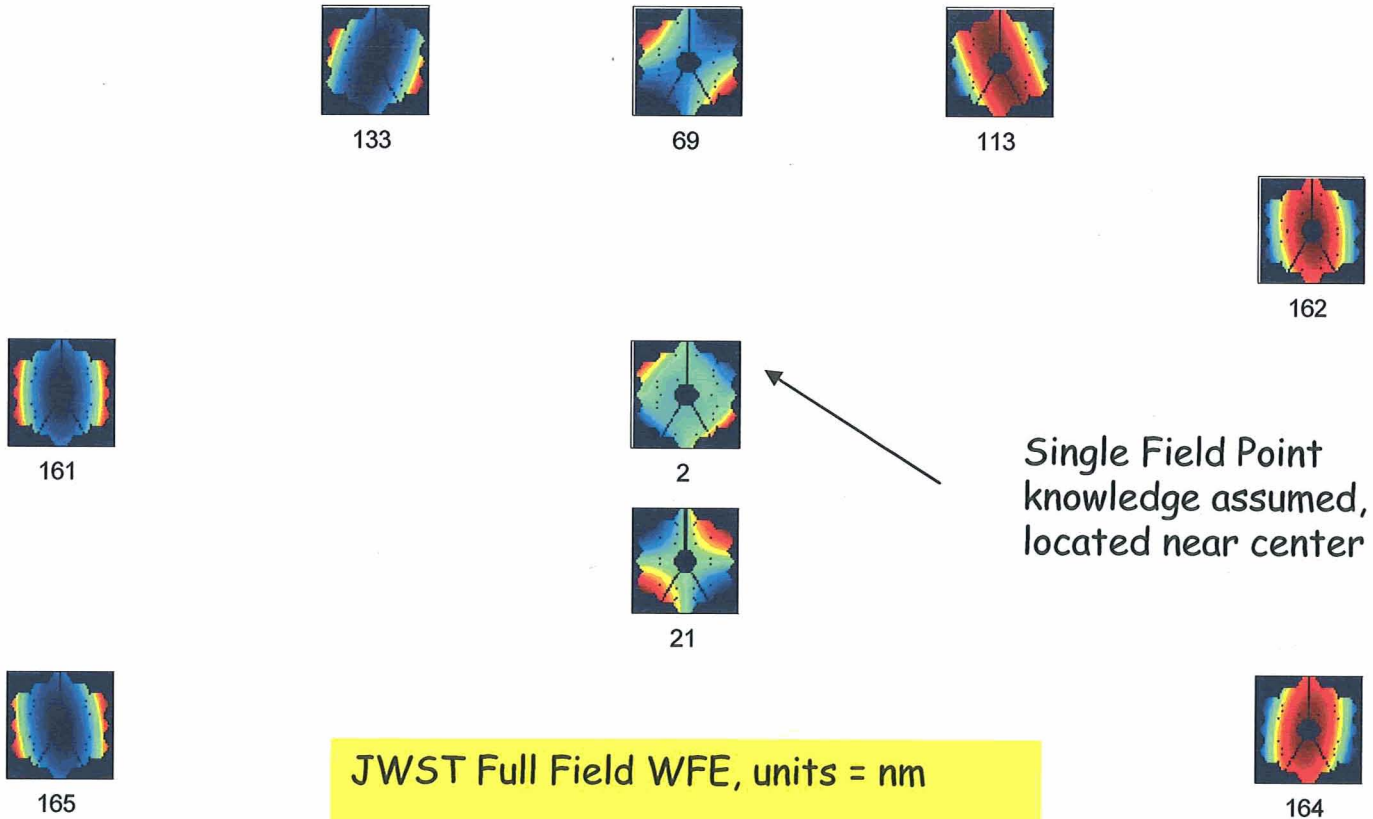 133
69
113
162
161
2
Single Field Point
knowledge assumed,
located near center
21
JWST Full Field WFE, units = nm
165
164